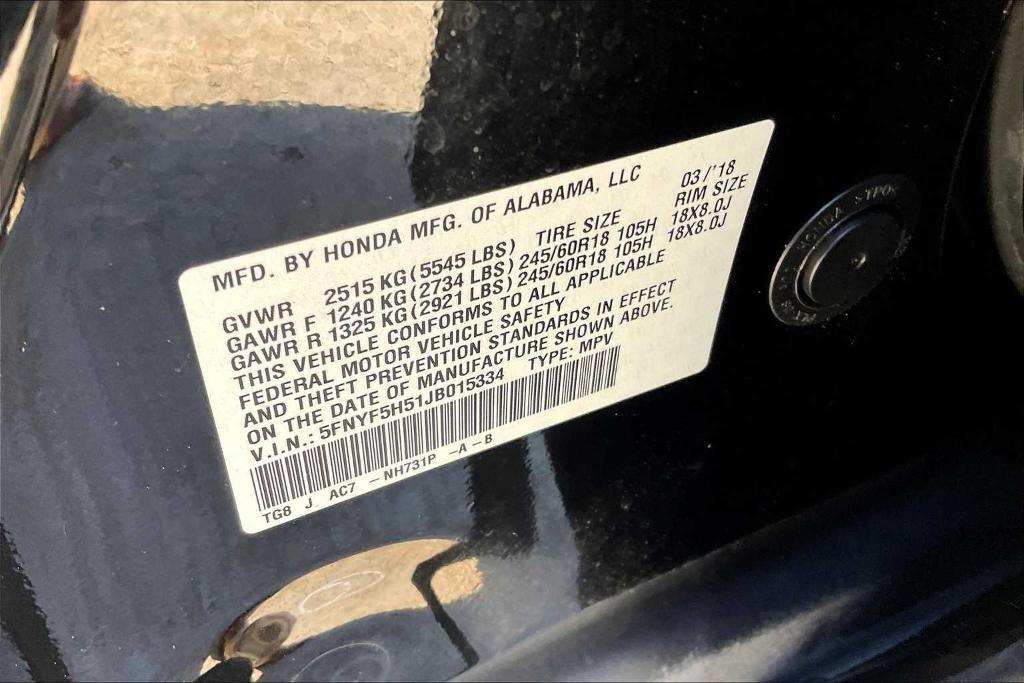 MFD. BY HONDA MFG. OF ALABAMA, LLC 03/'18
GVWR 2515 KG(5545 LBS) TIRE SIZE RIM SIZE
GAWR F 1240 KG(2734 LBS)245/60R18 105H 18X8.0J
GAWR R 1325 KG(2921 LBS)245/60R18 105H 18X8.0J
THIS VEHICLE CONFORMS TO ALL APPLICABLE
FEDERAL MOTOR VEHICLE SAFETY
AND THEFT PREVENTION STANDARDS IN EFFECT
ON THE DATE OF MANUFACTURE SHOWN ABOVE.
V.I.N.: 5FNYF5H51JB015334 TYPE: MPV
TG8 J AC7 - NH731P -A-B
HONDA